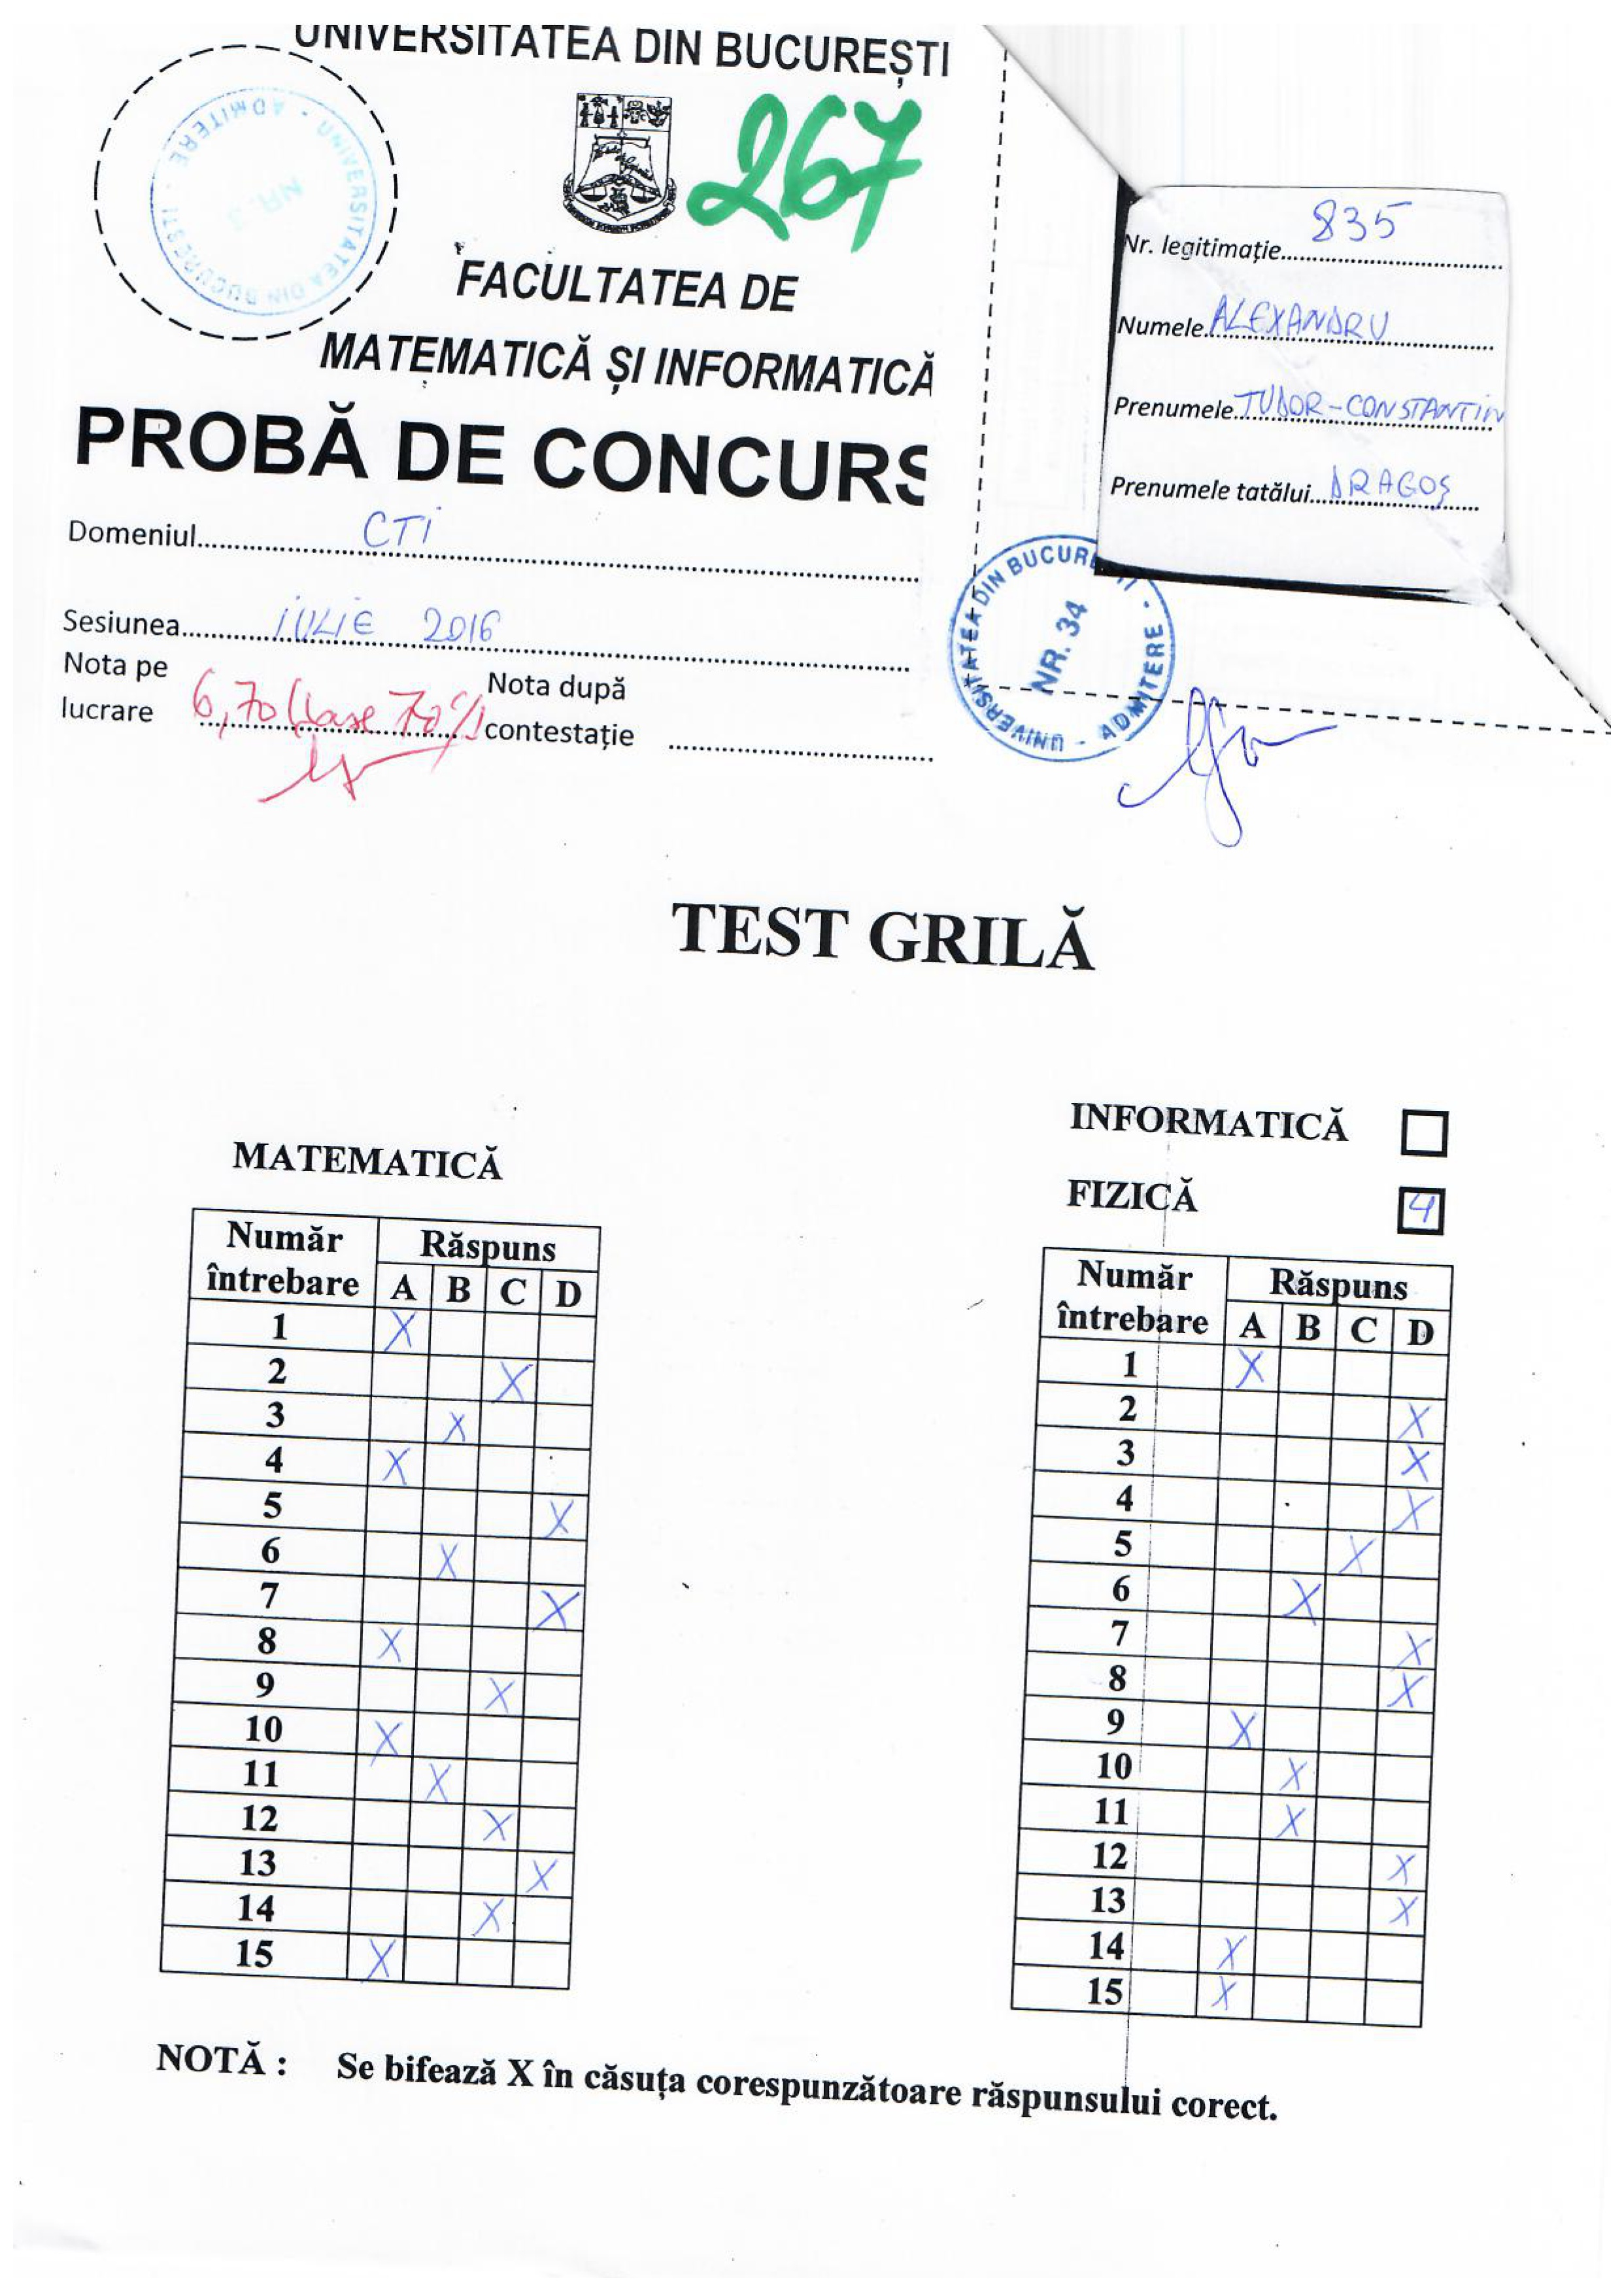 UNIVERSITATEA DIN BUCUREȘTI
UNIVERSITATEA DIN BUCUREȘTI - ADMITERE -
NR. 3
267
FACULTATEA DE
MATEMATICĂ ȘI INFORMATICĂ
PROBĂ DE CONCURS
Domeniul CTI
Sesiunea IULIE 2016
Nota pe lucrare 6,70 (șase 70%)
Nota după contestație
Nr. legitimație 835
Numele ALEXANDRU
Prenumele TUDOR-CONSTANTIN
Prenumele tatălui DRAGOȘ
UNIVERSITATEA DIN BUCUREȘTI - ADMITERE -
NR. 34
TEST GRILĂ
MATEMATICĂ
Număr întrebare Răspuns
A B C D
1 X
2 X
3 X
4 X
5 X
6 X
7 X
8 X
9 X
10 X
11 X
12 X
13 X
14 X
15 X
INFORMATICĂ
FIZICĂ 4
Număr întrebare Răspuns
A B C D
1 X
2 X
3 X
4 X
5 X
6 X
7 X
8 X
9 X
10 X
11 X
12 X
13 X
14 X
15 X
NOTĂ : Se bifează X în căsuța corespunzătoare răspunsului corect.